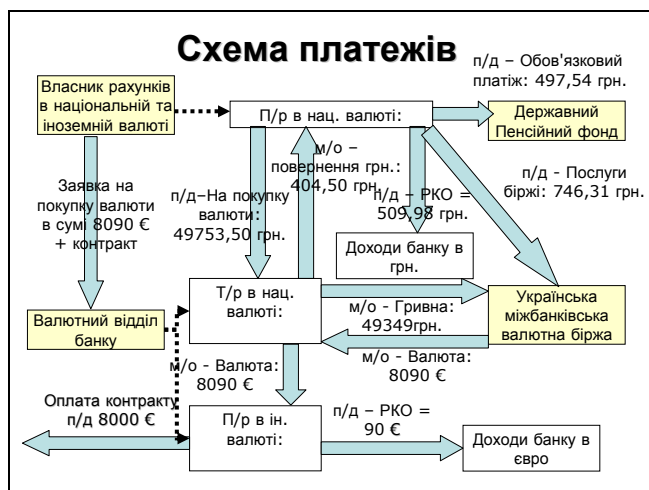 Схема платежів
п/д – Обов'язковий
платіж: 497,54 грн.
Власник рахунків
в національній та
іноземній валюті
П/р в нац. валюті:
Державний
Пенсійний фонд
Заявка на
покупку валюти
в сумі 8090 €
+ контракт
п/д–На покупку
валюти:
49753,50 грн.
м/о –
повернення грн.:
404,50 грн.
п/д – РКО =
509,98 грн.
п/д - Послуги
біржі: 746,31 грн.
Доходи банку в
грн.
Валютний відділ
банку
Т/р в нац.
валюті:
м/о - Гривна:
49349грн.
Українська
міжбанківська
валютна біржа
м/о - Валюта:
8090 €
м/о - Валюта:
8090 €
Оплата контракту
п/д 8000 €
П/р в ін.
валюті:
п/д – РКО =
90 €
Доходи банку в
євро